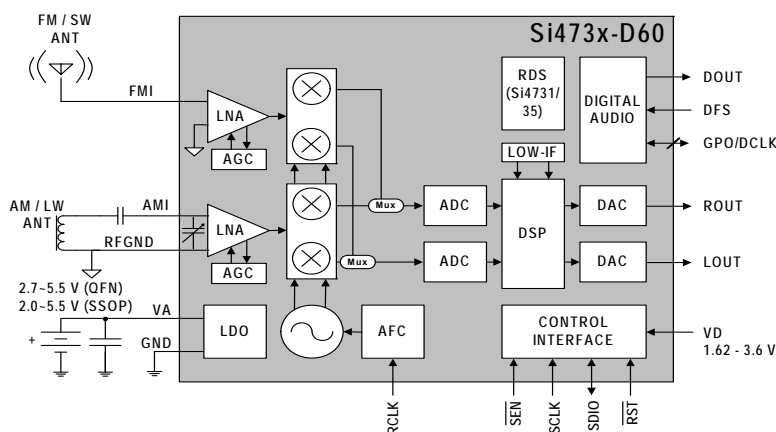 FM / SW
ANT
Si473x-D60
FMI
LNA
AGC
RDS
(Si4731/
35)
DIGITAL
AUDIO
DOUT
DFS
GPO/DCLK
LOW-IF
AM / LW
ANT
AMI
RFGND
LNA
AGC
Mux
Mux
ADC
ADC
DSP
DAC
DAC
ROUT
LOUT
2.7~5.5 V (QFN)
2.0~5.5 V (SSOP)
VA
GND
+
LDO
AFC
CONTROL
INTERFACE
VD
1.62 - 3.6 V
RCLK
SEN
SCLK
SDIO
RST